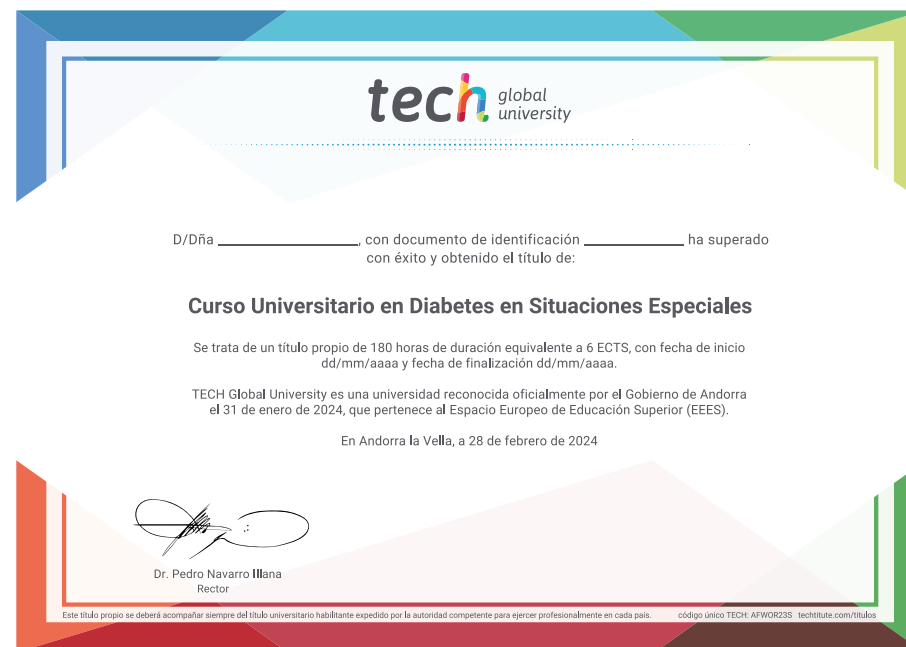 tech global university
D/Dña ______________, con documento de identificación __________ ha superado
con éxito y obtenido el título de:
Curso Universitario en Diabetes en Situaciones Especiales
Se trata de un título propio de 180 horas de duración equivalente a 6 ECTS, con fecha de inicio
dd/mm/aaaa y fecha de finalización dd/mm/aaaa.
TECH Global University es una universidad reconocida oficialmente por el Gobierno de Andorra
el 31 de enero de 2024, que pertenece al Espacio Europeo de Educación Superior (EEES).
En Andorra la Vella, a 28 de febrero de 2024
Dr. Pedro Navarro Illana
Rector
Este título propio se deberá acompañar siempre del título universitario habilitante expedido por la autoridad competente para ejercer profesionalmente en cada país. código único TECH: AFWOR23S techtitute.com/titulos